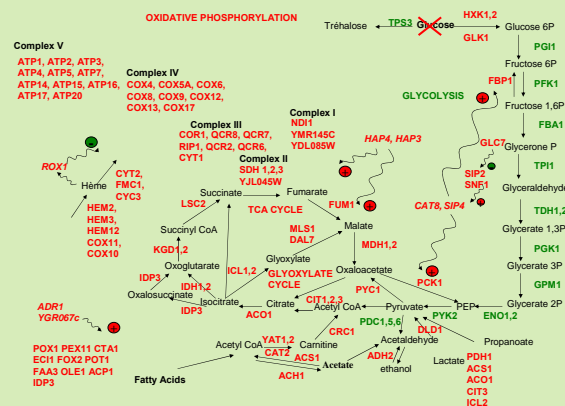 OXIDATIVE PHOSPHORYLATION
Tréhalose
TPS3
Glucose
HXK1,2
GLK1
Glucose 6P
PGI1
Fructose 6P
FBP1
PFK1
GLYCOLYSIS
Fructose 1,6P
FBA1
Glycerone P
GLC7
TPI1
SIP2
SNF1
Glyceraldehyde
CAT8, SIP4
TDH1,2
Glycerate 1,3P
PGK1
Glycerate 3P
GPM1
Glycerate 2P
ENO1,2
PEP
PCK1
PYK2
Complex V
ATP1, ATP2, ATP3,
ATP4, ATP5, ATP7,
ATP14, ATP15, ATP16,
ATP17, ATP20
Complex IV
COX4, COX5A, COX6,
COX8, COX9, COX12,
COX13, COX17
Complex III
COR1, QCR8, QCR7,
RIP1, QCR2, QCR6,
CYT1
Complex II
SDH 1,2,3
YJL045W
Complex I
NDI1
YMR145C
YDL085W
HAP4, HAP3
ROX1
Hème
CYT2,
FMC1,
CYC3
HEM2,
HEM3,
HEM12
COX11,
COX10
LSC2
Succinate
Fumarate
FUM1
TCA CYCLE
Malate
Succinyl CoA
KGD1,2
MLS1
DAL7
MDH1,2
Glyoxylate
Oxoglutarate
ICL1,2
GLYOXYLATE
CYCLE
Oxaloacetate
IDP3
IDH1,2
Oxalosuccinate
IDP3
Isocitrate
ACO1
Citrate
CIT1,2,3
PYC1
Acetyl CoA
Pyruvate
PDC1,5,6
DLD1
CRC1
Acetaldehyde
Propanoate
ADR1
YGR067c
POX1 PEX11 CTA1
ECI1 FOX2 POT1
FAA3 OLE1 ACP1
IDP3
Acetyl CoA
YAT1,2
CAT2
Carnitine
ACS1
Acetate
ACH1
ADH2
ethanol
Lactate
PDH1
ACS1
ACO1
CIT3
ICL2
Fatty Acids